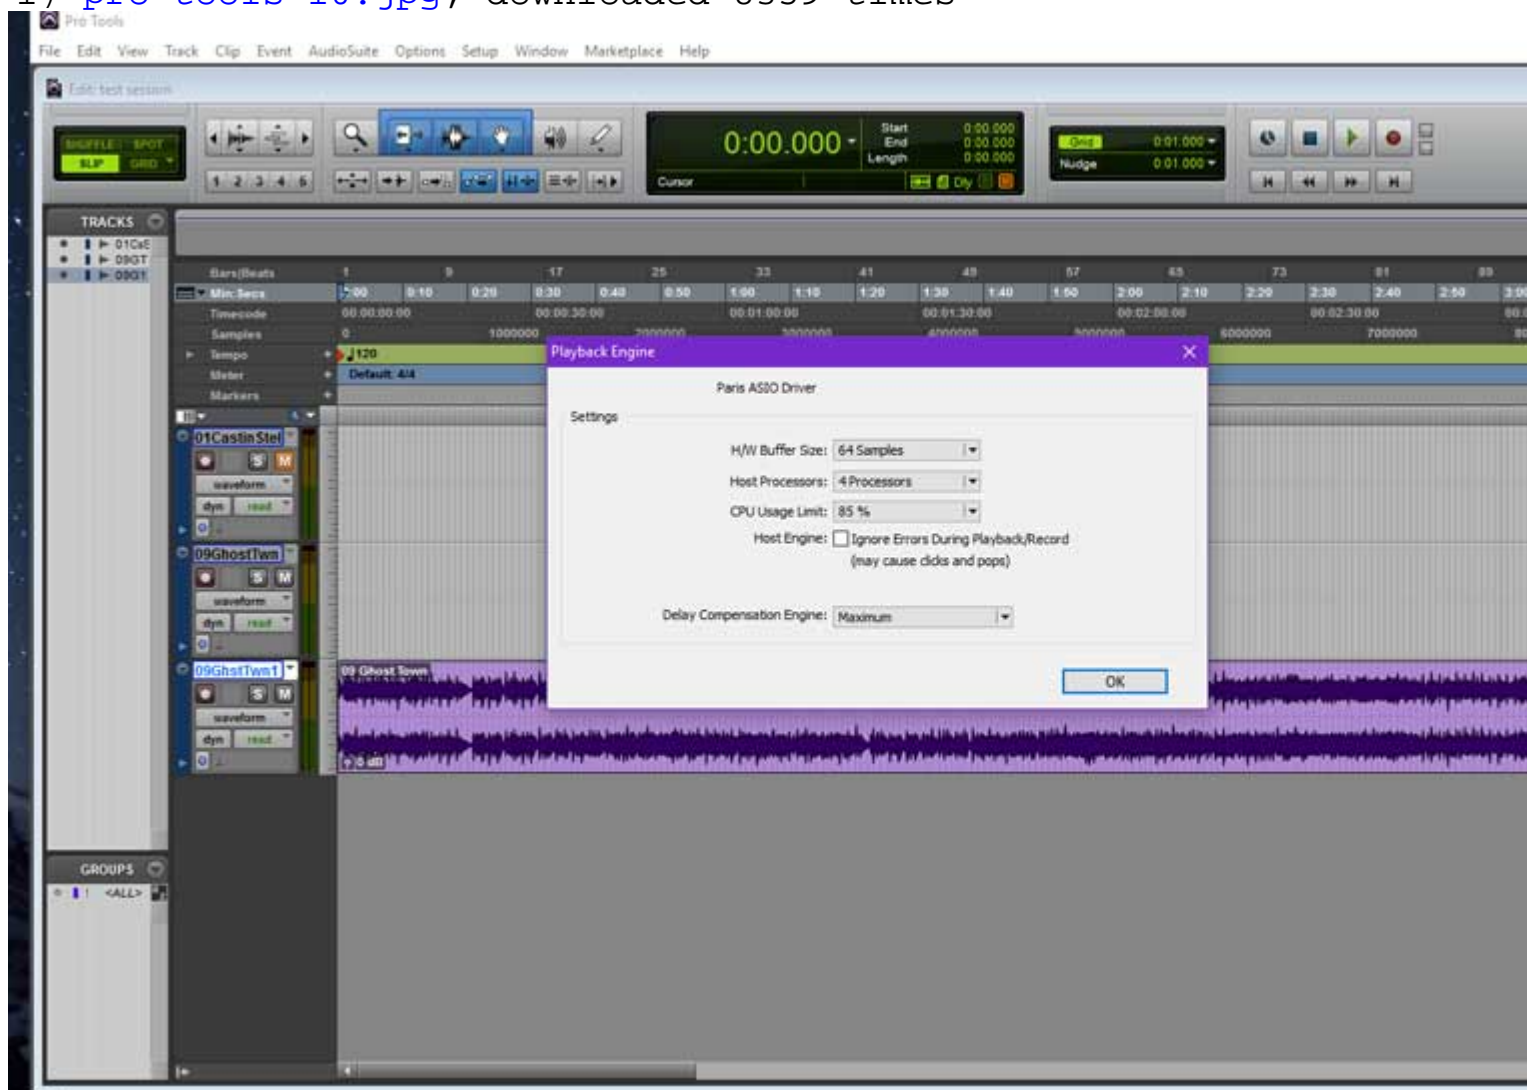 Pro Tools
File Edit View Track Clip Event AudioSuite Options Setup Window Marketplace Help
Edit: test session
SHUFFLE SPOT
SLIP GRID
1 2 3 4 5
0:00.000
Start 0:00.000
End 0:00.000
Length 0:00.000
Cursor
Dly
Grid 0:01.000
Nudge 0:01.000
TRACKS
01CsS
09GT
09G1
Bars|Beats 1 9 17 25 33 41 49 57 65 73 81 89
Min:Secs 0:00 0:10 0:20 0:30 0:40 0:50 1:00 1:10 1:20 1:30 1:40 1:50 2:00 2:10 2:20 2:30 2:40 2:50
Timecode 00:00:00:00 00:00:30:00 00:01:00:00 00:01:30:00 00:02:00:00 00:02:30:00
Samples 0 1000000 2000000 3000000 4000000 5000000 6000000 7000000
Tempo 120
Meter Default: 4/4
Markers
Playback Engine
Paris ASIO Driver
Settings
H/W Buffer Size: 64 Samples
Host Processors: 4 Processors
CPU Usage Limit: 85 %
Host Engine: Ignore Errors During Playback/Record
(may cause clicks and pops)
Delay Compensation Engine: Maximum
OK
01CastinStel
S M
waveform
dyn read
09GhostTwn
S M
waveform
dyn read
09GhstTwn1
S M
waveform
dyn read
09 Ghost Town
0 dB
GROUPS
! <ALL>